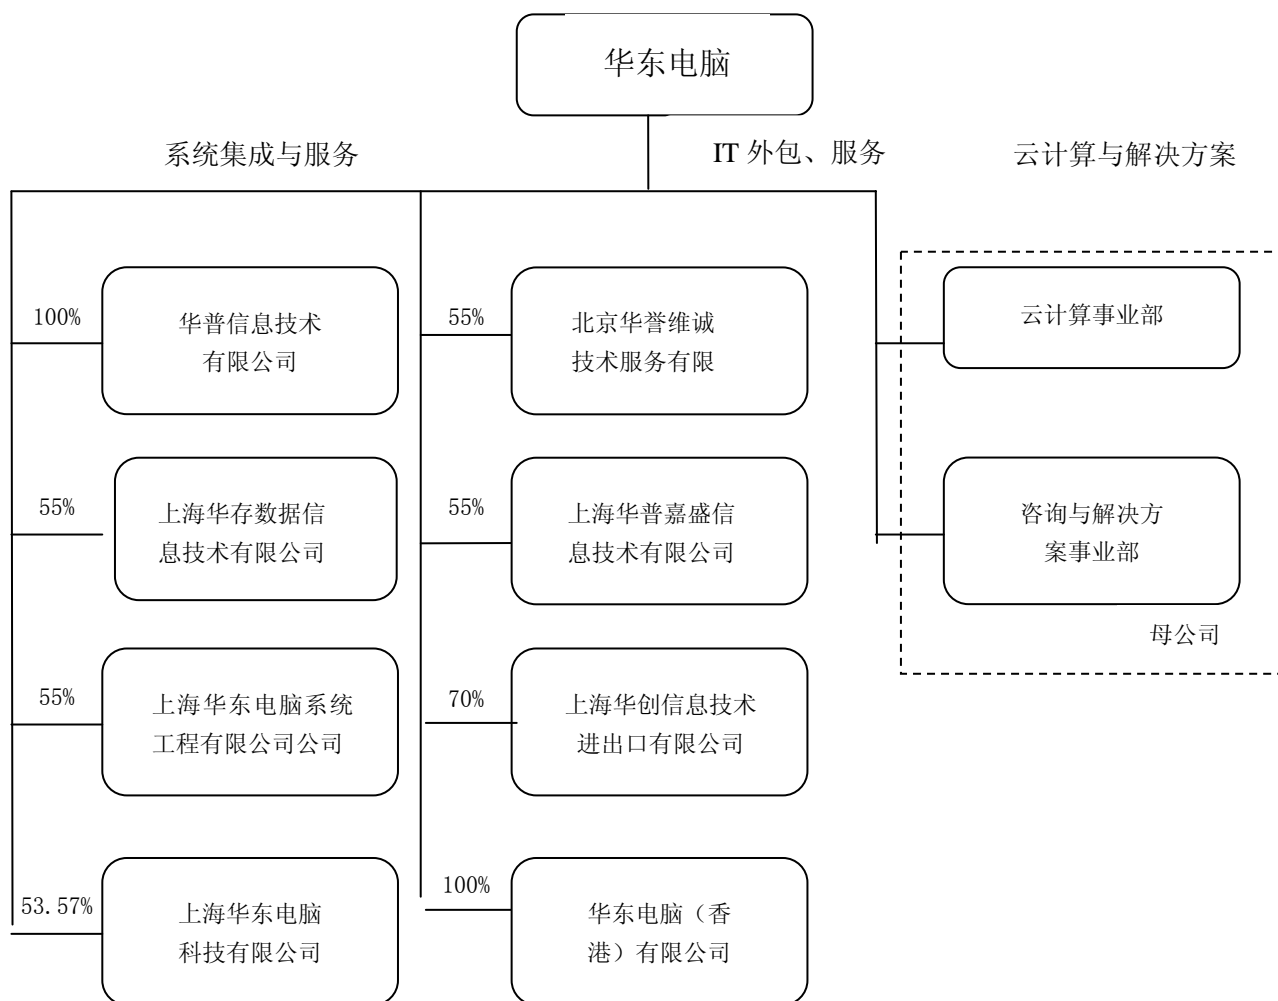 华东电脑
系统集成与服务
IT 外包、服务
云计算与解决方案
100%
华普信息技术
有限公司
55%
北京华誉维诚
技术服务有限
云计算事业部
55%
上海华存数据信
息技术有限公司
55%
上海华普嘉盛信
息技术有限公司
咨询与解决方
案事业部
母公司
55%
上海华东电脑系统
工程有限公司公司
70%
上海华创信息技术
进出口有限公司
53.57%
上海华东电脑
科技有限公司
100%
华东电脑（香
港）有限公司